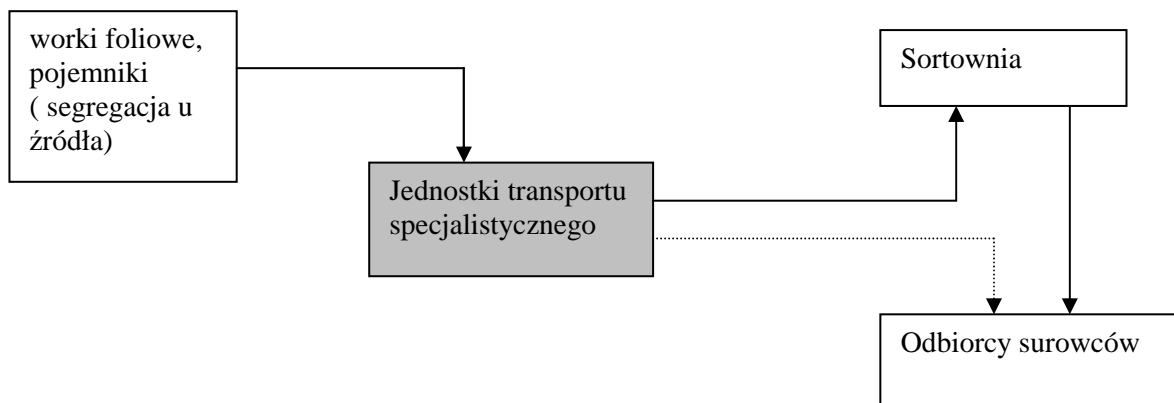 worki foliowe,
pojemniki
( segregacja u
źródła)
Sortownia
Jednostki transportu
specjalistycznego
Odbiorcy surowców